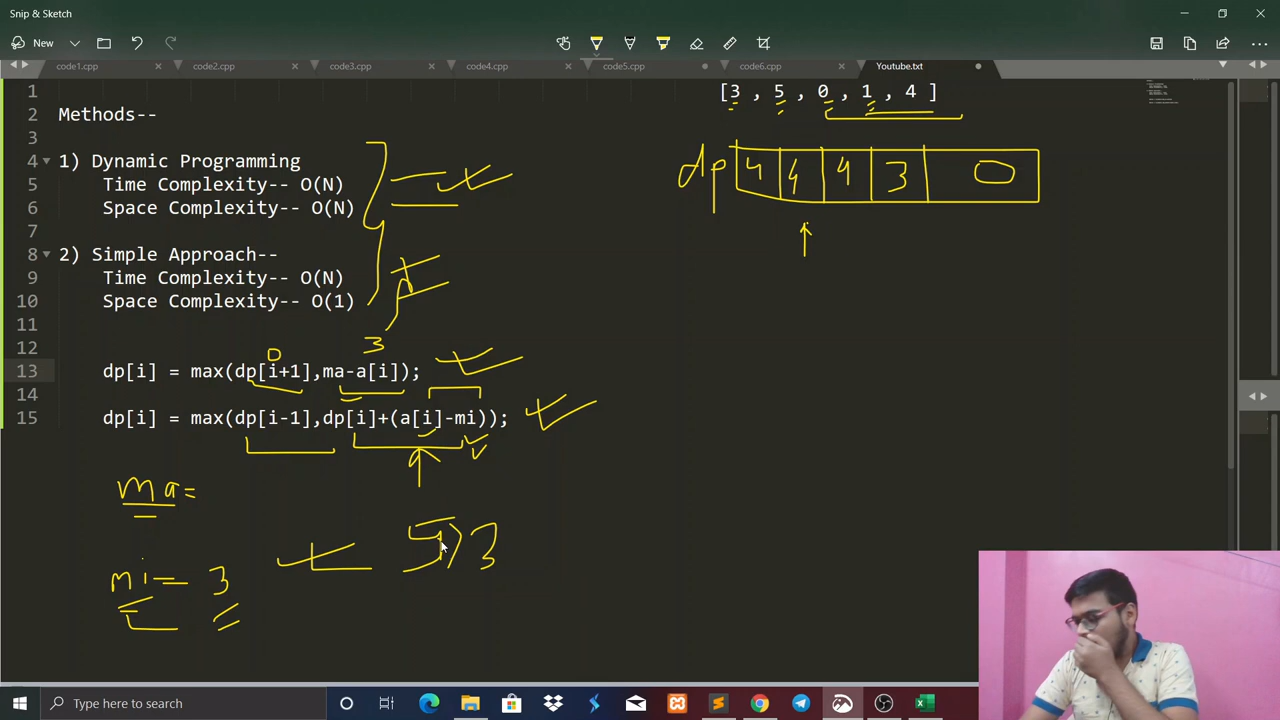 Snip & Sketch
New
code1.cpp
code2.cpp
code3.cpp
code4.cpp
code5.cpp
code6.cpp
Youtube.txt
1
2 Methods--
3
4 1) Dynamic Programming
5 Time Complexity-- O(N)
6 Space Complexity-- O(N)
7
8 2) Simple Approach--
9 Time Complexity-- O(N)
10 Space Complexity-- O(1)
11
12
13 dp[i] = max(dp[i+1],ma-a[i]);
14
15 dp[i] = max(dp[i-1],dp[i]+(a[i]-mi));
[3 , 5 , 0 , 1 , 4 ]
dp 4 4 4 3 0
0
3
ma=
mi= 3
5>3
Type here to search